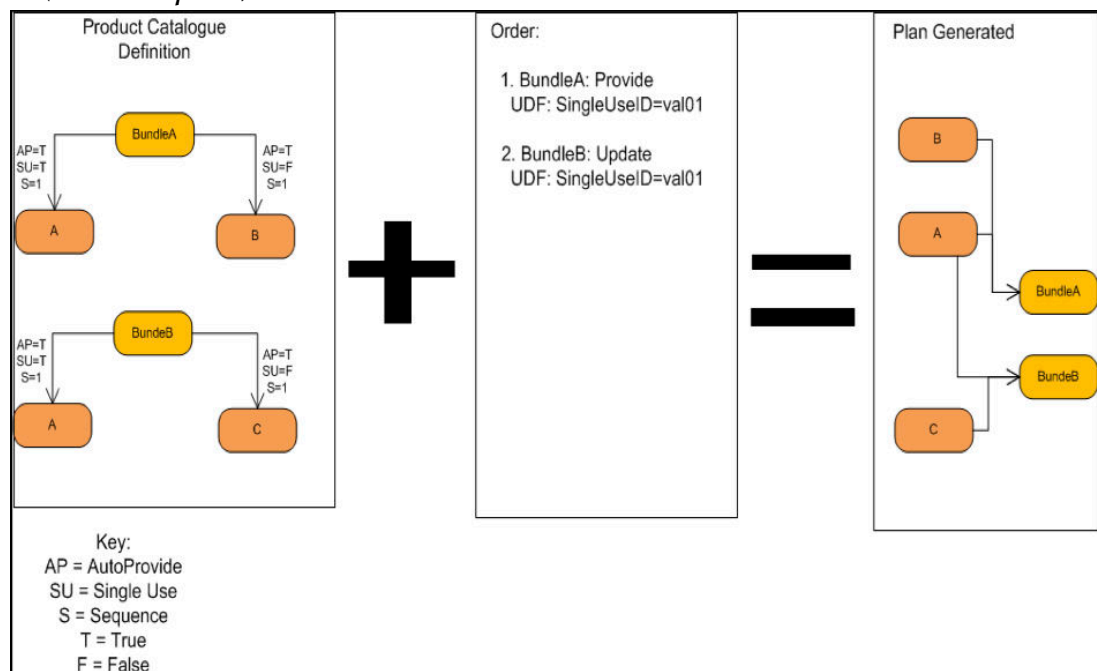 Product Catalogue
Definition
BundleA
AP=T
SU=T
S=1
AP=T
SU=F
S=1
A
B
BundeB
AP=T
SU=T
S=1
AP=T
SU=F
S=1
A
C
Key:
AP = AutoProvide
SU = Single Use
S = Sequence
T = True
F = False
Order:
1. BundleA: Provide
UDF: SingleUseID=val01
2. BundleB: Update
UDF: SingleUseID=val01
Plan Generated
B
A
BundleA
BundeB
C